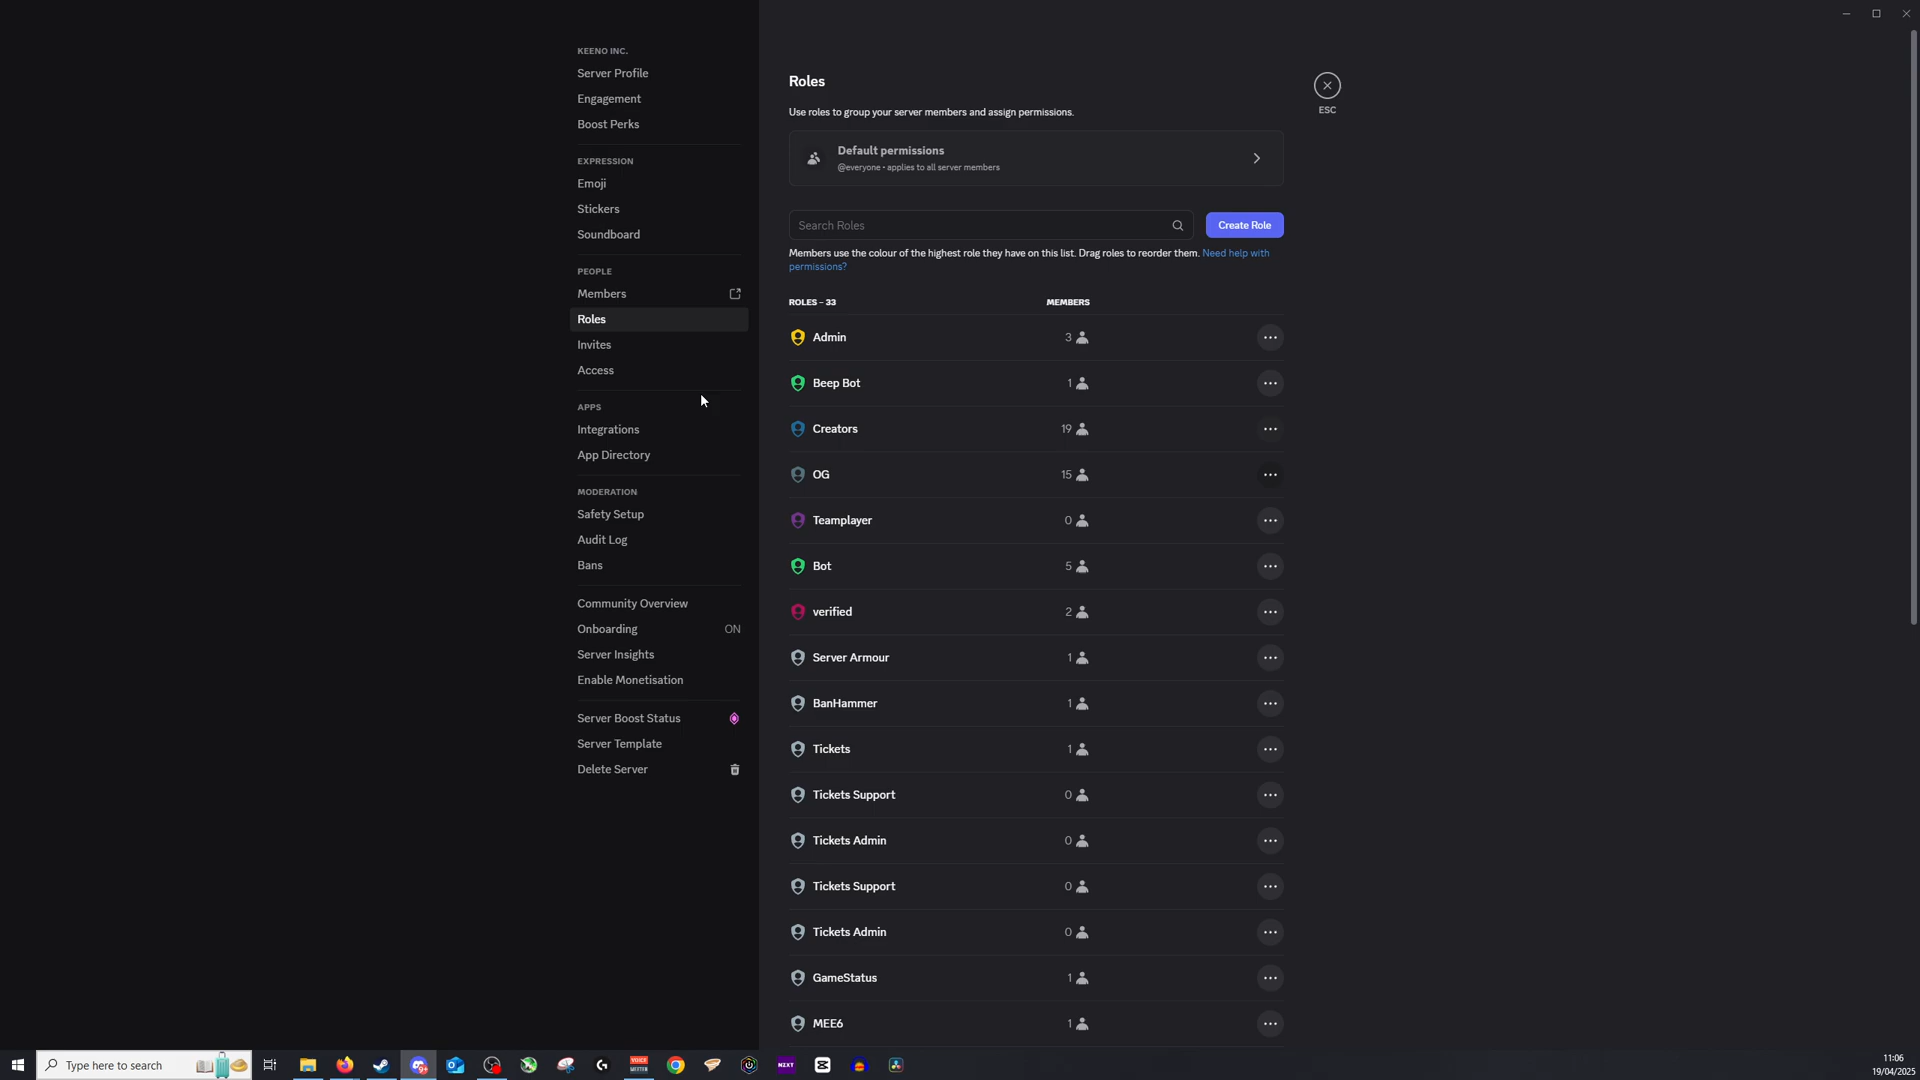 KEENO INC.
Server Profile
Engagement
Boost Perks
EXPRESSION
Emoji
Stickers
Soundboard
PEOPLE
Members
Roles
Invites
Access
APPS
Integrations
App Directory
MODERATION
Safety Setup
Audit Log
Bans
Community Overview
Onboarding ON
Server Insights
Enable Monetisation
Server Boost Status
Server Template
Delete Server
Roles
ESC
Use roles to group your server members and assign permissions.
Default permissions
@everyone • applies to all server members
Search Roles
Create Role
Members use the colour of the highest role they have on this list. Drag roles to reorder them. Need help with
permissions?
ROLES – 33 MEMBERS
Admin 3
Beep Bot 1
Creators 19
OG 15
Teamplayer 0
Bot 5
verified 2
Server Armour 1
BanHammer 1
Tickets 1
Tickets Support 0
Tickets Admin 0
Tickets Support 0
Tickets Admin 0
GameStatus 1
MEE6 1
Type here to search
11:06
19/04/2025